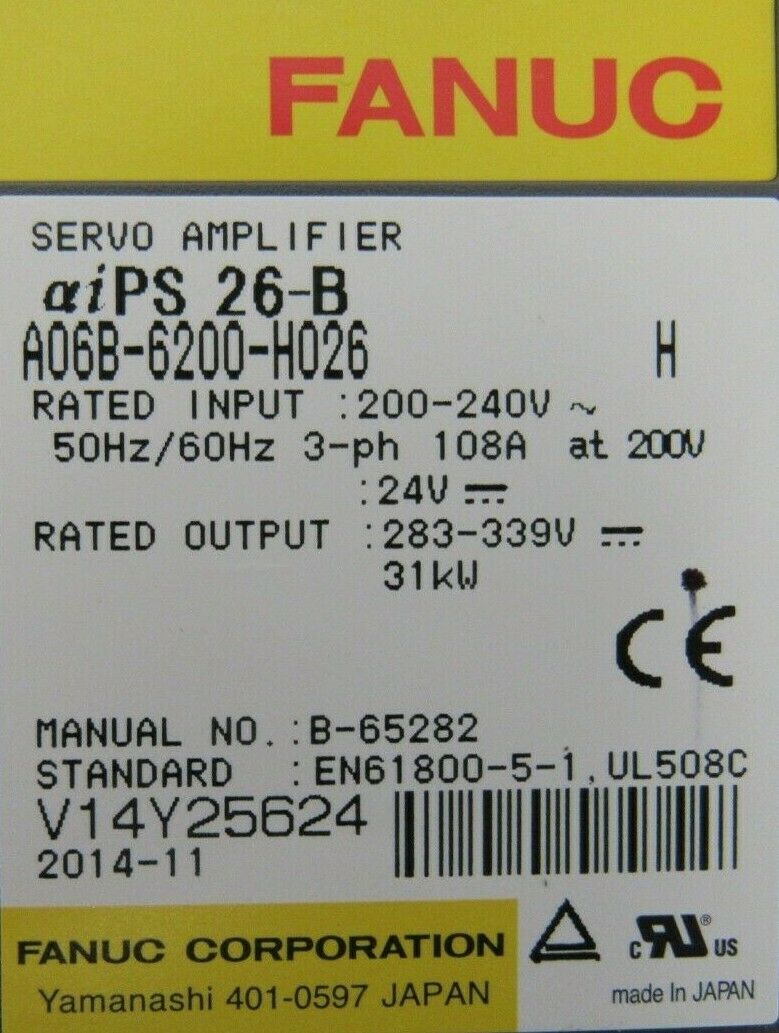 FANUC
SERVO AMPLIFIER
αiPS 26-B
A06B-6200-H026 H
RATED INPUT :200-240V ~
50Hz/60Hz 3-ph 108A at 200V
:24V ⎓
RATED OUTPUT :283-339V ⎓
31kW
CE
MANUAL NO.:B-65282
STANDARD :EN61800-5-1,UL508C
V14Y25624
2014-11
FANUC CORPORATION
Yamanashi 401-0597 JAPAN
c RU ® US
made In JAPAN